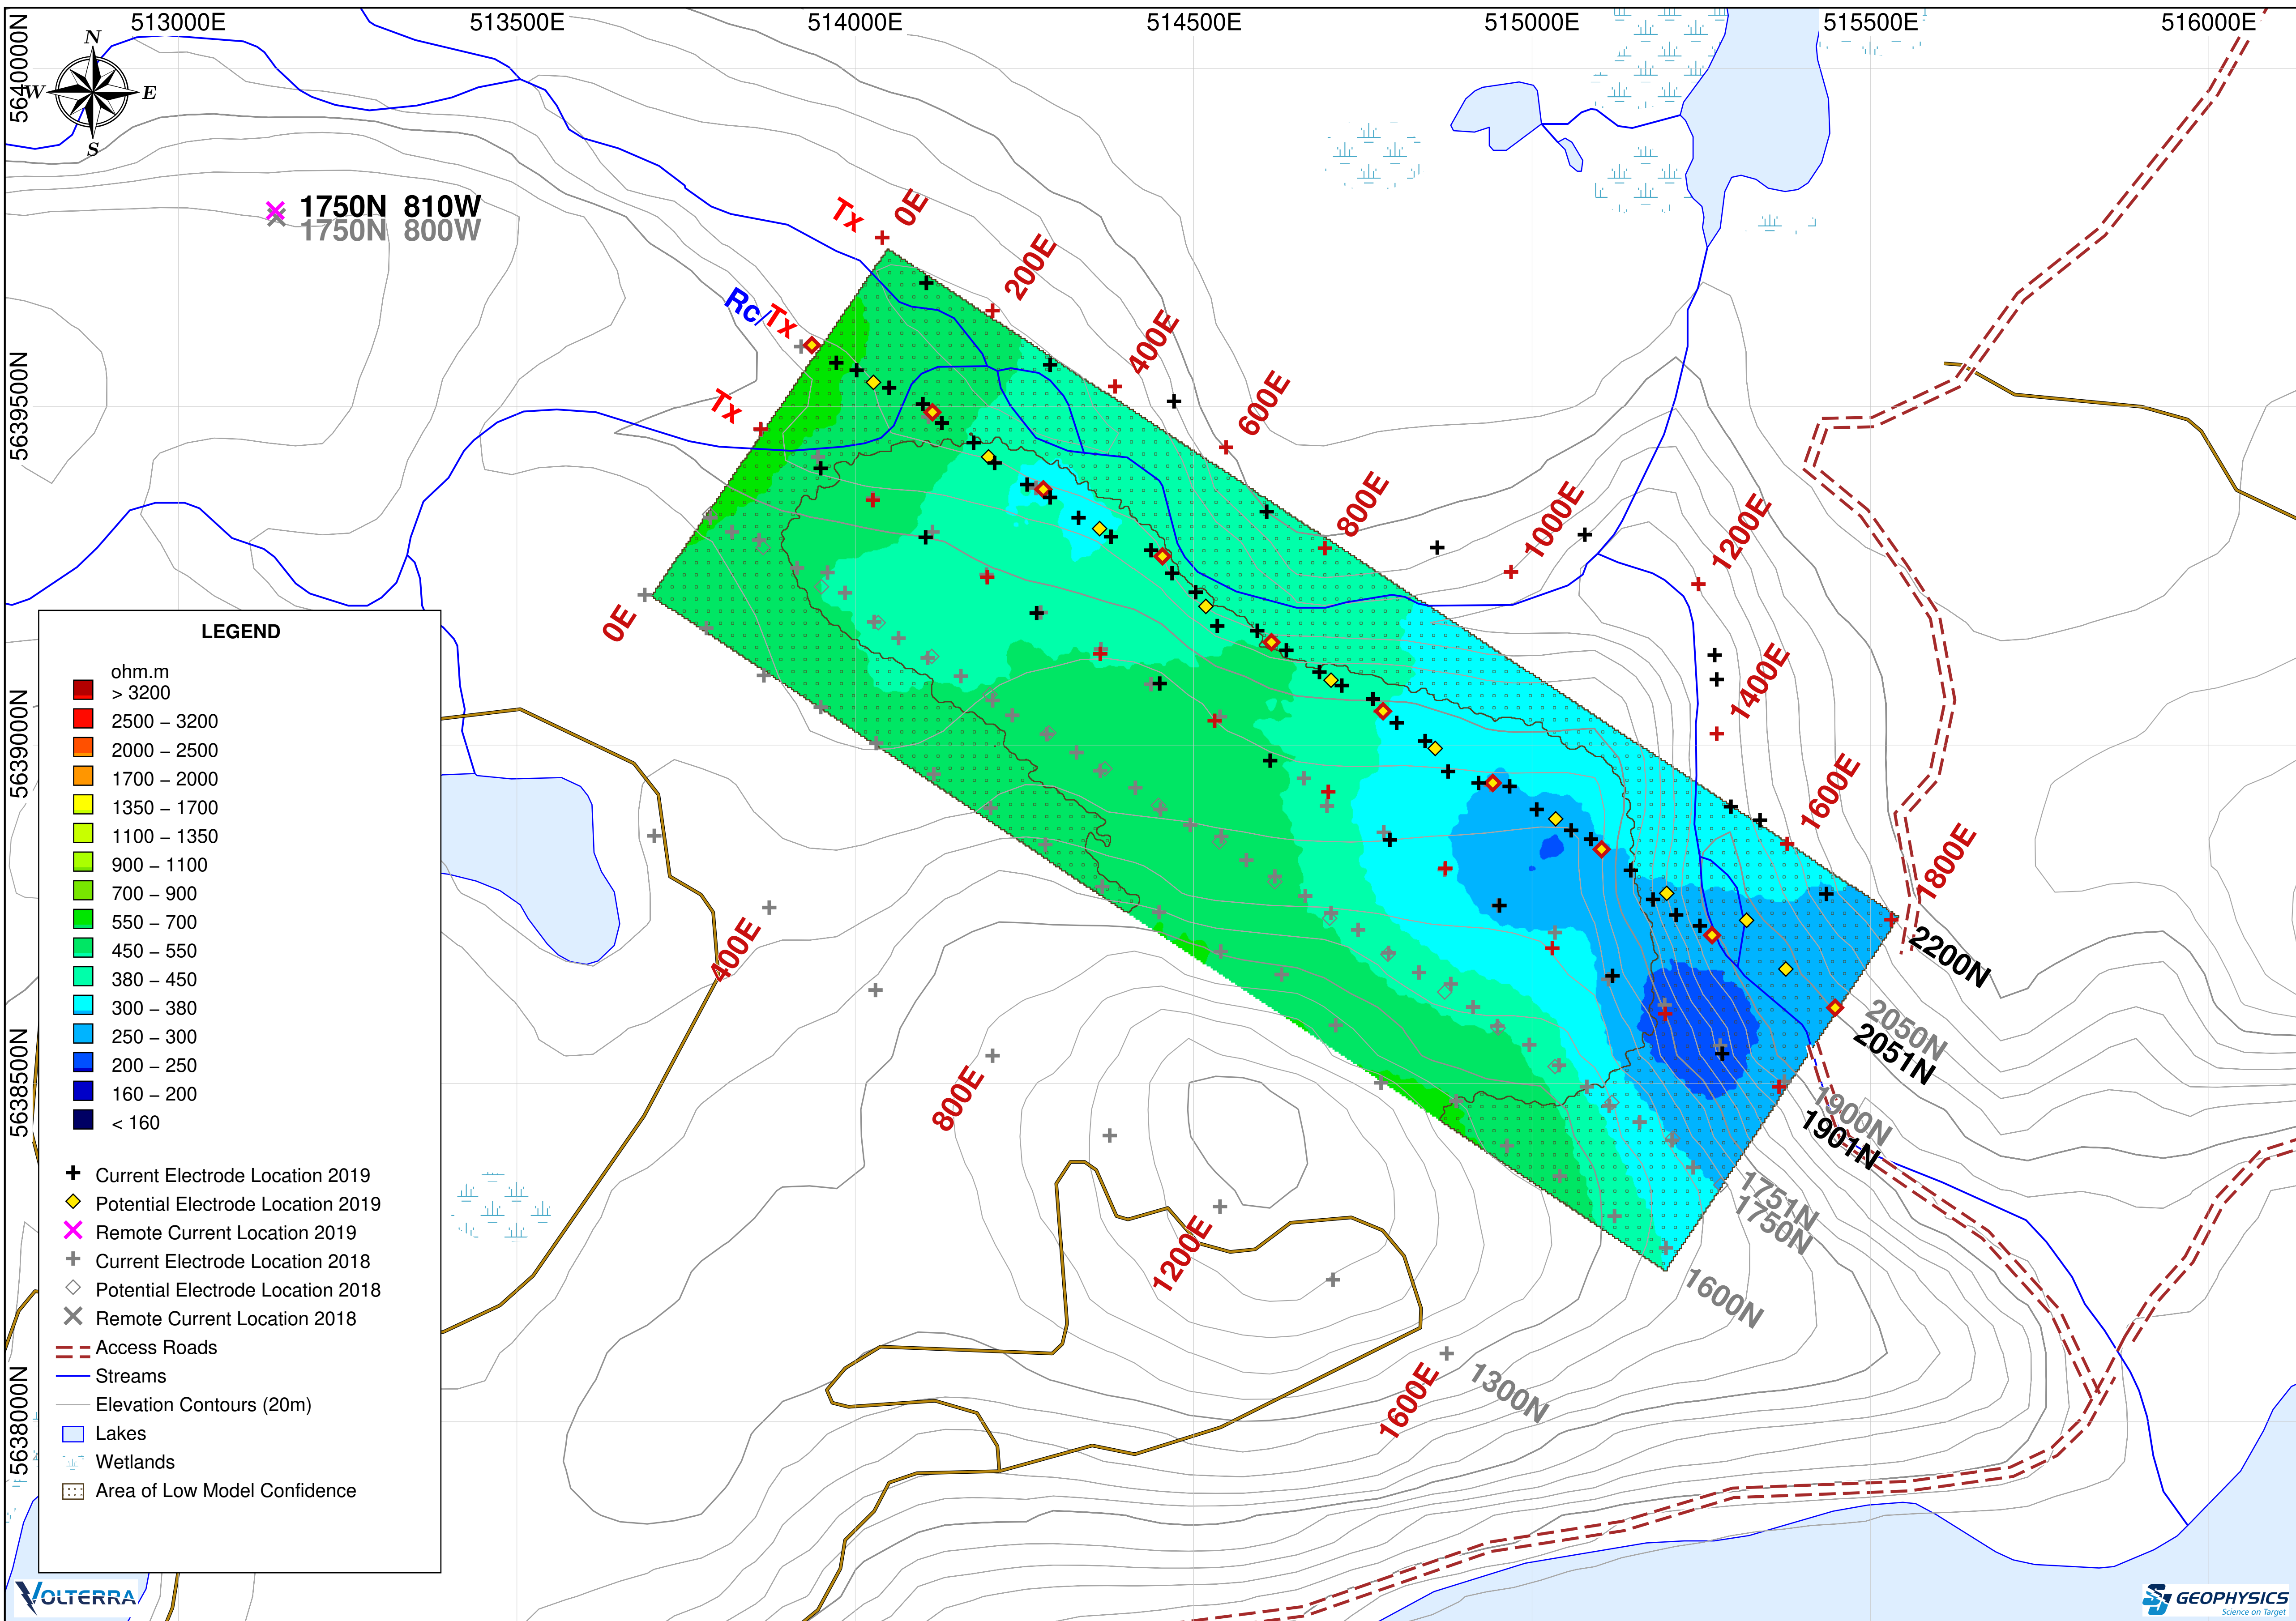 513000E 513500E 514000E 514500E 515000E 515500E 516000E
5640000N
5639500N
5639000N
5638500N
5638000N
N
W E
S
1750N 810W
1750N 800W
Tx
0E
200E
Rc/Tx
400E
Tx
600E
800E
1000E
1200E
1400E
1600E
1800E
0E
400E
800E
1200E
1600E
2200N
2050N
2051N
1900N
1901N
1751N
1750N
1600N
1300N
LEGEND
ohm.m
> 3200
2500 – 3200
2000 – 2500
1700 – 2000
1350 – 1700
1100 – 1350
900 – 1100
700 – 900
550 – 700
450 – 550
380 – 450
300 – 380
250 – 300
200 – 250
160 – 200
< 160
Current Electrode Location 2019
Potential Electrode Location 2019
Remote Current Location 2019
Current Electrode Location 2018
Potential Electrode Location 2018
Remote Current Location 2018
Access Roads
Streams
Elevation Contours (20m)
Lakes
Wetlands
Area of Low Model Confidence
VOLTERRA
SJ GEOPHYSICS
Science on Target